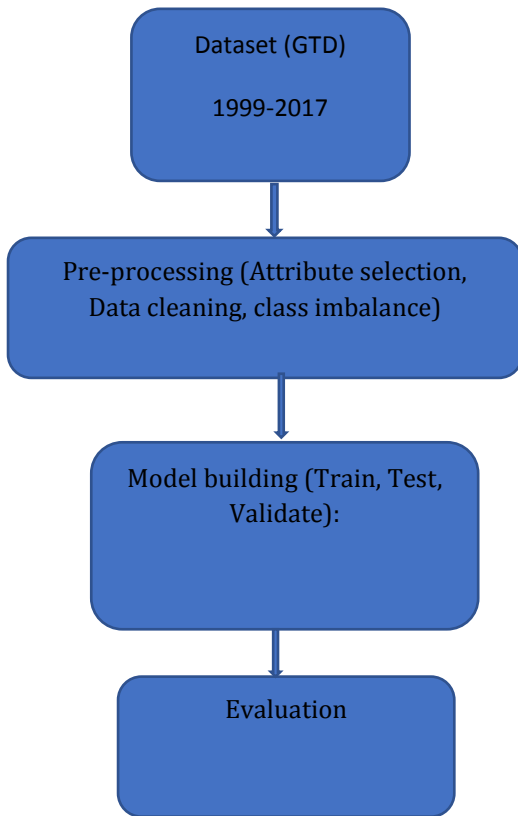 Dataset (GTD)
1999-2017
Pre-processing (Attribute selection,
Data cleaning, class imbalance)
Model building (Train, Test,
Validate):
Evaluation